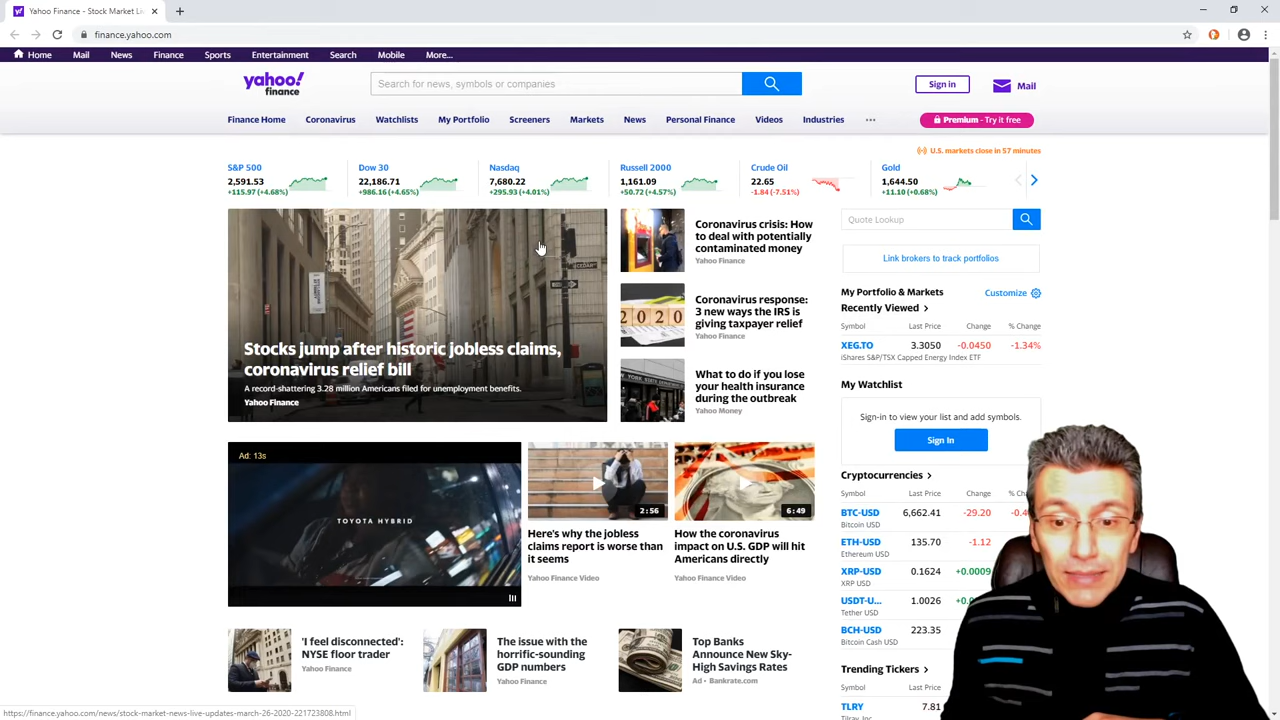 Yahoo Finance - Stock Market Li
finance.yahoo.com
Home Mail News Finance Sports Entertainment Search Mobile More...
yahoo!
finance
Search for news, symbols or companies
Sign in
Mail
Finance Home Coronavirus Watchlists My Portfolio Screeners Markets News Personal Finance Videos Industries ...
Premium - Try it free
U.S. markets close in 57 minutes
S&P 500
2,591.53
+115.97 (+4.68%)
Dow 30
22,186.71
+986.16 (+4.65%)
Nasdaq
7,680.22
+295.93 (+4.01%)
Russell 2000
1,161.09
+50.72 (+4.57%)
Crude Oil
22.65
-1.84 (-7.51%)
Gold
1,644.50
+11.10 (+0.68%)
Stocks jump after historic jobless claims,
coronavirus relief bill
A record-shattering 3.28 million Americans filed for unemployment benefits.
Yahoo Finance
Coronavirus crisis: How
to deal with potentially
contaminated money
Yahoo Finance
2020
Coronavirus response:
3 new ways the IRS is
giving taxpayer relief
Yahoo Finance
What to do if you lose
your health insurance
during the outbreak
Yahoo Money
Quote Lookup
Link brokers to track portfolios
My Portfolio & Markets
Customize
Recently Viewed
Symbol Last Price Change % Change
XEG.TO 3.3050 -0.0450 -1.34%
iShares S&P/TSX Capped Energy Index ETF
My Watchlist
Sign-in to view your list and add symbols.
Sign In
Ad: 13s
TOYOTA HYBRID
2:56
Here's why the jobless
claims report is worse than
it seems
Yahoo Finance Video
6:49
How the coronavirus
impact on U.S. GDP will hit
Americans directly
Yahoo Finance Video
Cryptocurrencies
Symbol Last Price Change
BTC-USD 6,662.41 -29.20
Bitcoin USD
ETH-USD 135.70 -1.12
Ethereum USD
XRP-USD 0.1624 +0.0009
XRP USD
USDT-U... 1.0026
Tether USD
BCH-USD 223.35
Bitcoin Cash USD
Trending Tickers
Symbol Last Price
TLRY 7.81
'I feel disconnected':
NYSE floor trader
Yahoo Finance
The issue with the
horrific-sounding
GDP numbers
Yahoo Finance
Top Banks
Announce New Sky-
High Savings Rates
Ad • Bankrate.com
https://finance.yahoo.com/news/stock-market-news-live-updates-march-26-2020-221723808.html